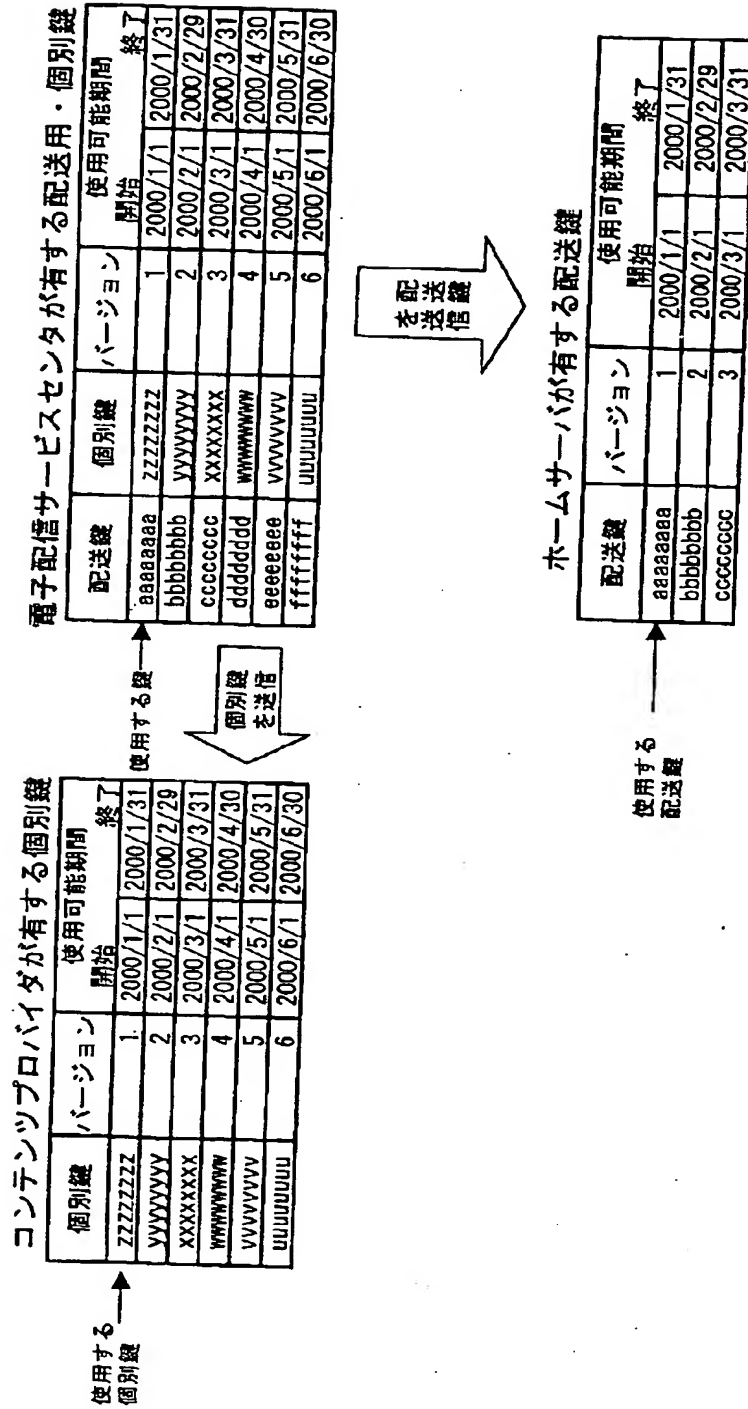 コンテンツプロバイダが有する個別鍵
個別鍵 バージョン 使用可能期間
開始 終了
zzzzzzzz 1 2000/1/1 2000/1/31
yyyyyyyy 2 2000/2/1 2000/2/29
xxxxxxxx 3 2000/3/1 2000/3/31
wwwwwwww 4 2000/4/1 2000/4/30
vvvvvvvv 5 2000/5/1 2000/5/31
uuuuuuuu 6 2000/6/1 2000/6/30
使用する
個別鍵
個別鍵
を送信
電子配信サービスセンタが有する配送用・個別鍵
配送鍵 個別鍵 バージョン 使用可能期間
開始 終了
aaaaaaaa zzzzzzzz 1 2000/1/1 2000/1/31
bbbbbbbb yyyyyyyy 2 2000/2/1 2000/2/29
cccccccc xxxxxxxx 3 2000/3/1 2000/3/31
dddddddd wwwwwwww 4 2000/4/1 2000/4/30
eeeeeeee vvvvvvvv 5 2000/5/1 2000/5/31
ffffffff uuuuuuuu 6 2000/6/1 2000/6/30
使用する鍵
配送鍵
を送信
ホームサーバが有する配送鍵
配送鍵 バージョン 使用可能期間
開始 終了
aaaaaaaa 1 2000/1/1 2000/1/31
bbbbbbbb 2 2000/2/1 2000/2/29
cccccccc 3 2000/3/1 2000/3/31
使用する
配送鍵